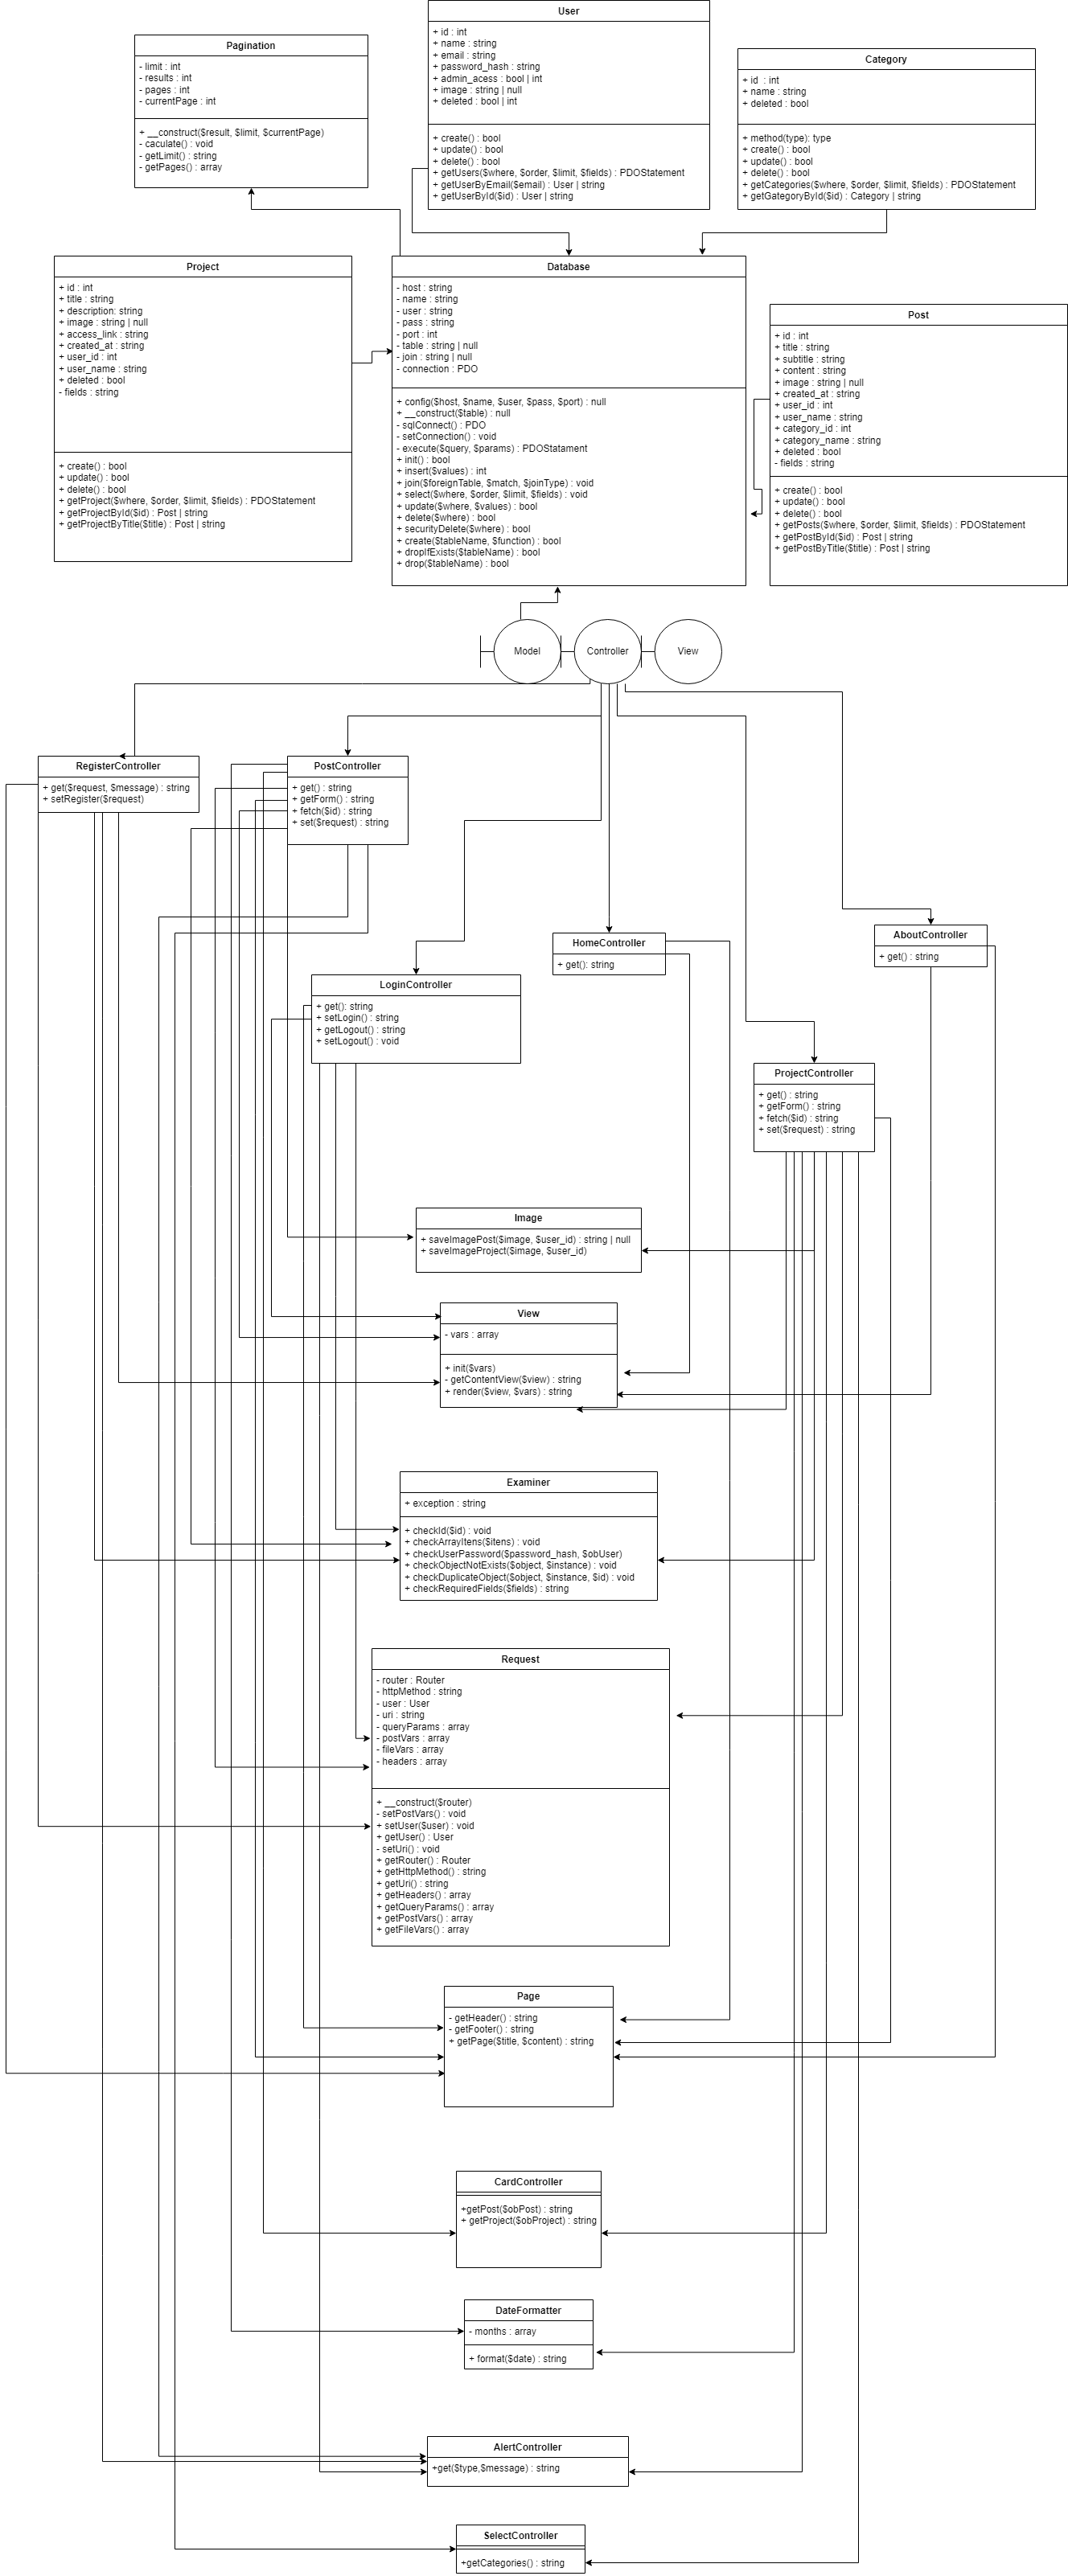 User
+ id : int
+ name : string
+ email : string
+ password_hash : string
+ admin_acess : bool | int
+ image : string | null
+ deleted : bool | int
+ create() : bool
+ update() : bool
+ delete() : bool
+ getUsers($where, $order, $limit, $fields) : PDOStatement
+ getUserByEmail($email) : User | string
+ getUserById($id) : User | string
Pagination
- limit : int
- results : int
- pages : int
- currentPage : int
+ __construct($result, $limit, $currentPage)
- caculate() : void
- getLimit() : string
- getPages() : array
Category
+ id  : int
+ name : string
+ deleted : bool
+ method(type): type
+ create() : bool
+ update() : bool
+ delete() : bool
+ getCategories($where, $order, $limit, $fields) : PDOStatement
+ getGategoryById($id) : Category | string
Project
+ id : int
+ title : string
+ description: string
+ image : string | null
+ access_link : string
+ created_at : string
+ user_id : int
+ user_name : string
+ deleted : bool
- fields : string
+ create() : bool
+ update() : bool
+ delete() : bool
+ getProject($where, $order, $limit, $fields) : PDOStatement
+ getProjectById($id) : Post | string
+ getProjectByTitle($title) : Post | string
Database
- host : string
- name : string
- user : string
- pass : string
- port : int
- table : string | null
- join : string | null
- connection : PDO
+ config($host, $name, $user, $pass, $port) : null
+ __construct($table) : null
- sqlConnect() : PDO
- setConnection() : void
- execute($query, $params) : PDOStatament
+ init() : bool
+ insert($values) : int
+ join($foreignTable, $match, $joinType) : void
+ select($where, $order, $limit, $fields) : void
+ update($where, $values) : bool
+ delete($where) : bool
+ securityDelete($where) : bool
+ create($tableName, $function) : bool
+ dropIfExists($tableName) : bool
+ drop($tableName) : bool
Post
+ id : int
+ title : string
+ subtitle : string
+ content : string
+ image : string | null
+ created_at : string
+ user_id : int
+ user_name : string
+ category_id : int
+ category_name : string
+ deleted : bool
- fields : string
+ create() : bool
+ update() : bool
+ delete() : bool
+ getPosts($where, $order, $limit, $fields) : PDOStatement
+ getPostById($id) : Post | string
+ getPostByTitle($title) : Post | string
Model
Controller
View
RegisterController
+ get($request, $message) : string
+ setRegister($request)
PostController
+ get() : string
+ getForm() : string
+ fetch($id) : string
+ set($request) : string
HomeController
+ get(): string
AboutController
+ get() : string
LoginController
+ get(): string
+ setLogin() : string
+ getLogout() : string
+ setLogout() : void
ProjectController
+ get() : string
+ getForm() : string
+ fetch($id) : string
+ set($request) : string
Image
+ saveImagePost($image, $user_id) : string | null
+ saveImageProject($image, $user_id)
View
- vars : array
+ init($vars)
- getContentView($view) : string
+ render($view, $vars) : string
Examiner
+ exception : string
+ checkId($id) : void
+ checkArrayItens($itens) : void
+ checkUserPassword($password_hash, $obUser)
+ checkObjectNotExists($object, $instance) : void
+ checkDuplicateObject($object, $instance, $id) : void
+ checkRequiredFields($fields) : string
Request
- router : Router
- httpMethod : string
- user : User
- uri : string
- queryParams : array
- postVars : array
- fileVars : array
- headers : array
+ __construct($router)
- setPostVars() : void
+ setUser($user) : void
+ getUser() : User
- setUri() : void
+ getRouter() : Router
+ getHttpMethod() : string
+ getUri() : string
+ getHeaders() : array
+ getQueryParams() : array
+ getPostVars() : array
+ getFileVars() : array
Page
- getHeader() : string
- getFooter() : string
+ getPage($title, $content) : string
CardController
+getPost($obPost) : string
+ getProject($obProject) : string
DateFormatter
- months : array
+ format($date) : string
AlertController
+get($type,$message) : string
SelectController
+getCategories() : string